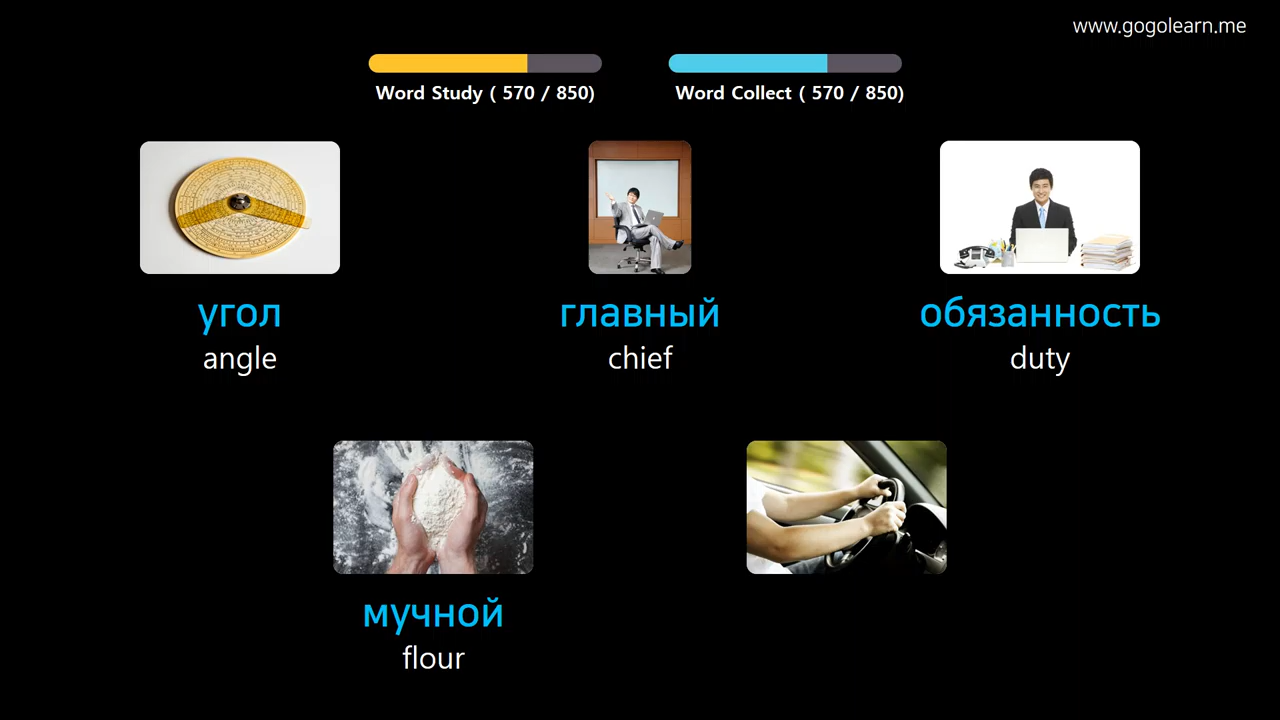 www.gogolearn.me
Word Study ( 570 / 850)
Word Collect ( 570 / 850)
угол
angle
главный
chief
обязанность
duty
мучной
flour